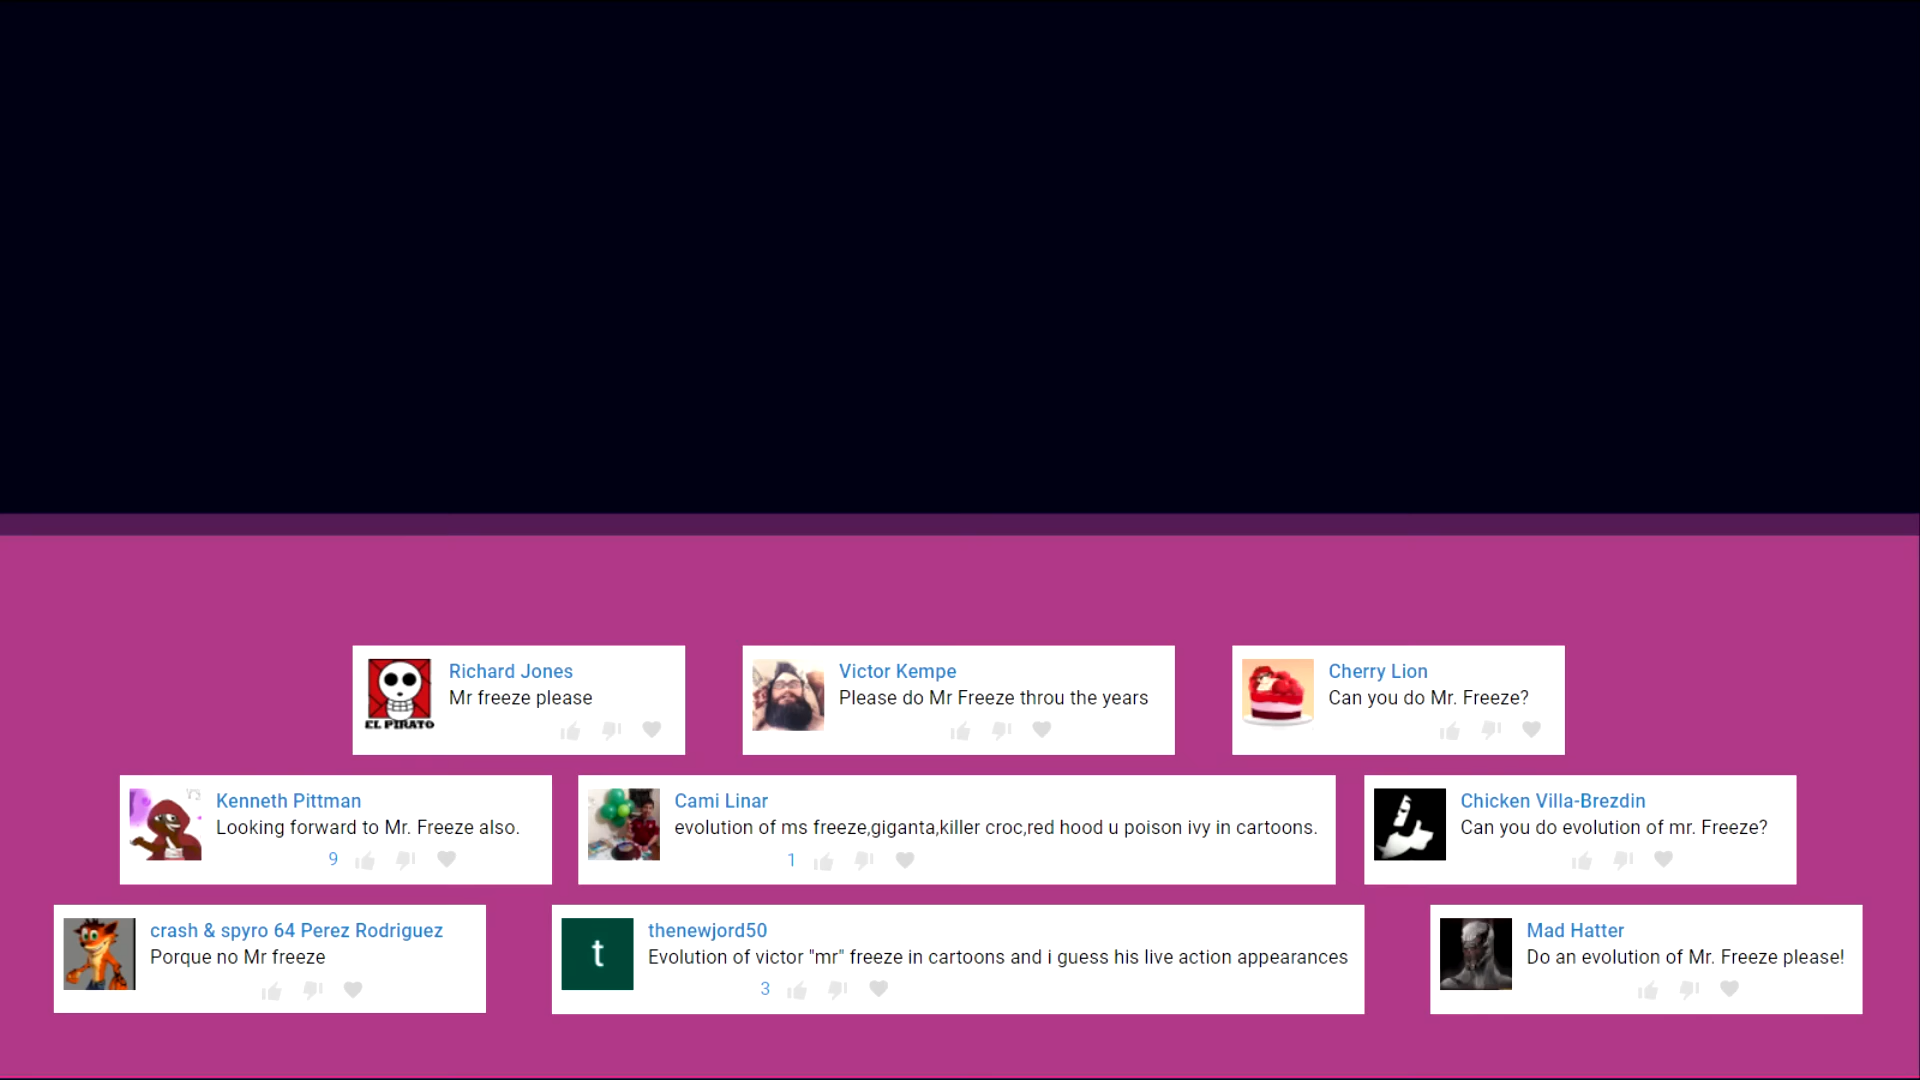 Richard Jones
Mr freeze please
EL PIRATO
Victor Kempe
Please do Mr Freeze throu the years
Cherry Lion
Can you do Mr. Freeze?
Kenneth Pittman
Looking forward to Mr. Freeze also.
9
Cami Linar
evolution of ms freeze,giganta,killer croc,red hood u poison ivy in cartoons.
1
Chicken Villa-Brezdin
Can you do evolution of mr. Freeze?
crash & spyro 64 Perez Rodriguez
Porque no Mr freeze
t
thenewjord50
Evolution of victor "mr" freeze in cartoons and i guess his live action appearances
3
Mad Hatter
Do an evolution of Mr. Freeze please!